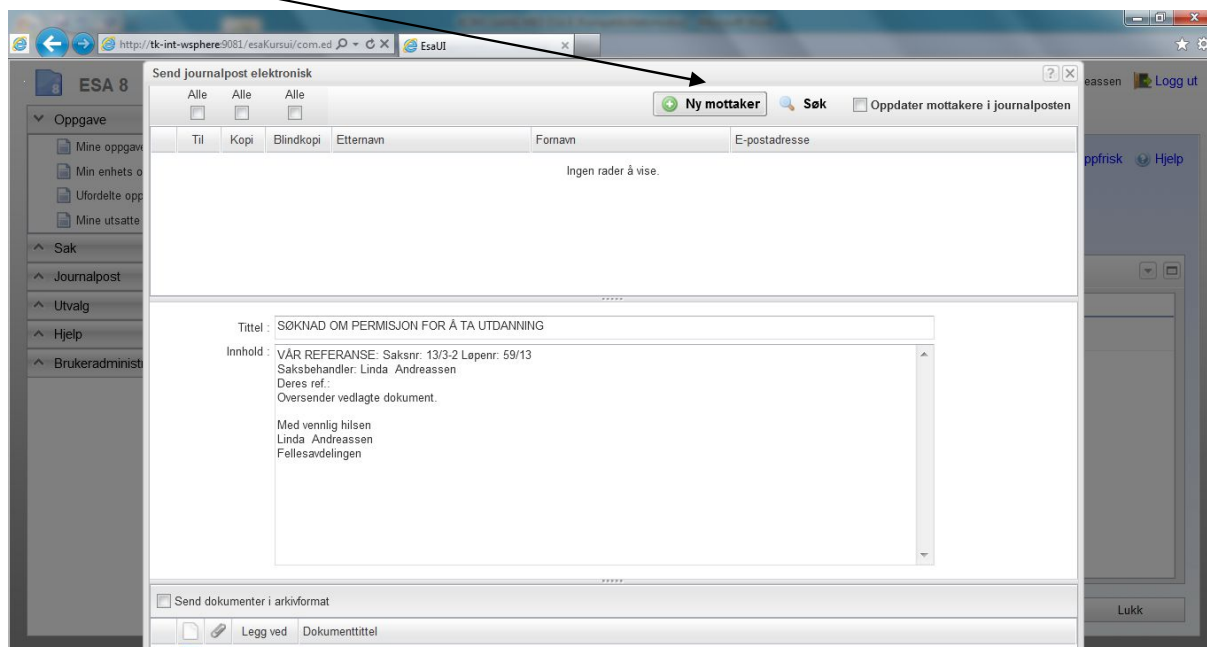 http://tk-int-wsphere:9081/esaKursui/com.ed
EsaUI
ESA 8
eassen
Logg ut
Send journalpost elektronisk
Alle
Alle
Alle
Ny mottaker
Søk
Oppdater mottakere i journalposten
Til
Kopi
Blindkopi
Etternavn
Fornavn
E-postadresse
Ingen rader å vise.
Oppgave
Mine oppgave
Min enhets o
Ufordelte opp
Mine utsatte
Sak
Journalpost
Utvalg
Hjelp
Brukeradministr
ppfrisk
Hjelp
Tittel :
SØKNAD OM PERMISJON FOR Å TA UTDANNING
Innhold :
VÅR REFERANSE: Saksnr: 13/3-2 Løpenr: 59/13
Saksbehandler: Linda Andreassen
Deres ref.:
Oversender vedlagte dokument.
Med vennlig hilsen
Linda Andreassen
Fellesavdelingen
Send dokumenter i arkivformat
Legg ved
Dokumenttittel
Lukk